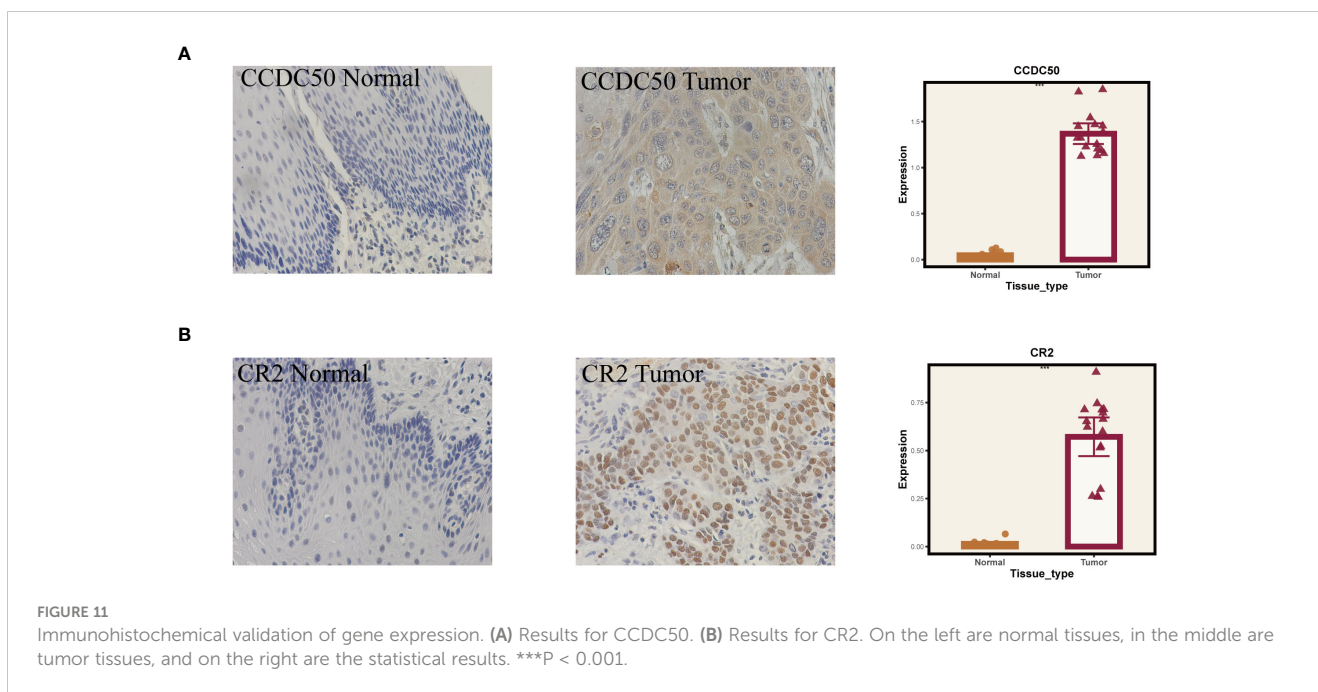 A
CCDC50 Normal
CCDC50 Tumor
CCDC50
***
1.5
1.0
0.5
0.0
Expression
Normal
Tumor
Tissue_type
B
CR2 Normal
CR2 Tumor
CR2
***
0.75
0.50
0.25
0.00
Expression
Normal
Tumor
Tissue_type
FIGURE 11
Immunohistochemical validation of gene expression. (A) Results for CCDC50. (B) Results for CR2. On the left are normal tissues, in the middle are
tumor tissues, and on the right are the statistical results. ***P < 0.001.